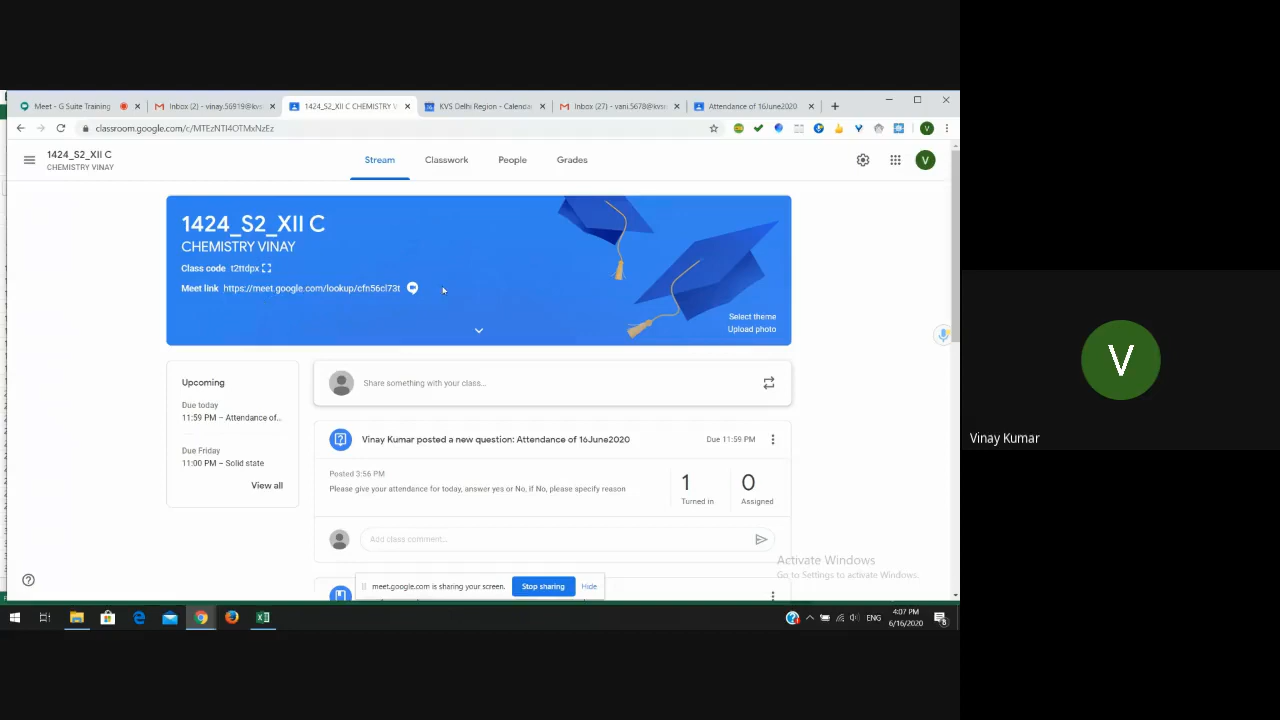 Meet - G Suite Training
Inbox (2) - vinay.56919@kvs
1424_S2_XII C CHEMISTRY V
KVS Delhi Region - Calenda
Inbox (27) - vani.5678@kvs
Attendance of 16June2020
classroom.google.com/c/MTEzNTI4OTMxNzEz
1424_S2_XII C
CHEMISTRY VINAY
Stream
Classwork
People
Grades
V
1424_S2_XII C
CHEMISTRY VINAY
Class code t2ttdpx
Meet link https://meet.google.com/lookup/cfn56cl73t
Select theme
Upload photo
Upcoming
Due today
11:59 PM – Attendance of...
Due Friday
11:00 PM – Solid state
View all
Share something with your class...
Vinay Kumar posted a new question: Attendance of 16June2020
Due 11:59 PM
Posted 3:56 PM
Please give your attendance for today, answer yes or No, if No, please specify reason
1
Turned in
0
Assigned
Add class comment...
Activate Windows
Go to Settings to activate Windows.
meet.google.com is sharing your screen.
Stop sharing
Hide
ENG
4:07 PM
6/16/2020
V
Vinay Kumar